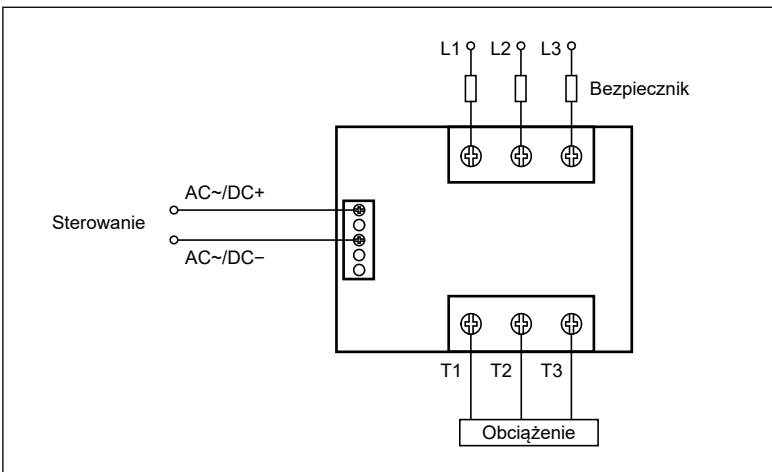 L1 L2 L3
Bezpiecznik
AC~/DC+
Sterowanie
AC~/DC−
T1 T2 T3
Obciążenie